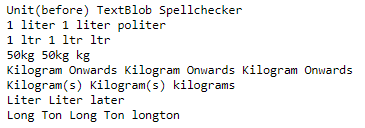 Unit(before) TextBlob Spellchecker
1 liter 1 liter politer
1 ltr 1 ltr ltr
50kg 50kg kg
Kilogram Onwards Kilogram Onwards Kilogram Onwards
Kilogram(s) Kilogram(s) kilograms
Liter Liter later
Long Ton Long Ton longton